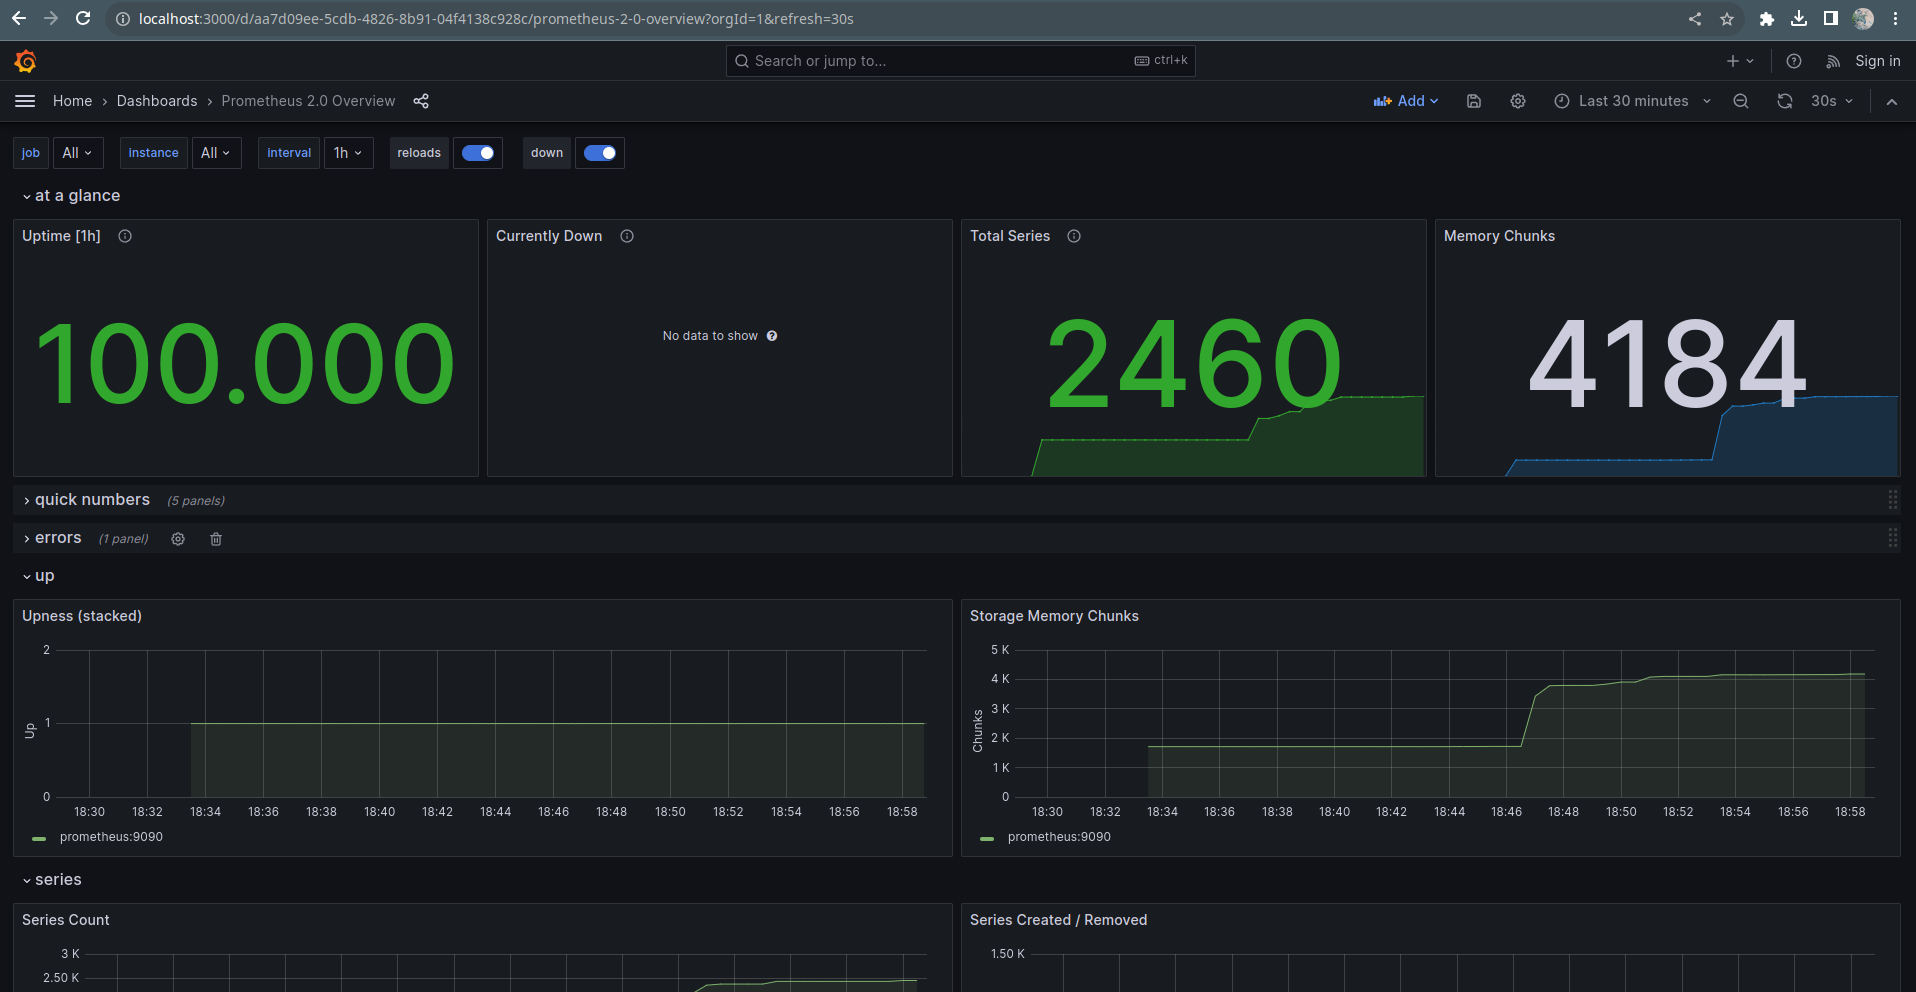 localhost:3000/d/aa7d09ee-5cdb-4826-8b91-04f4138c928c/prometheus-2-0-overview?orgId=1&refresh=30s
Search or jump to... ctrl+k
Sign in
Home › Dashboards › Prometheus 2.0 Overview
Add
Last 30 minutes
30s
job All instance All interval 1h reloads down
at a glance
Uptime [1h]
100.000
Currently Down
No data to show
Total Series
2460
Memory Chunks
4184
quick numbers (5 panels)
errors (1 panel)
up
Upness (stacked)
2
1
0
Up
18:30 18:32 18:34 18:36 18:38 18:40 18:42 18:44 18:46 18:48 18:50 18:52 18:54 18:56 18:58
prometheus:9090
Storage Memory Chunks
5 K
4 K
3 K
2 K
1 K
0
Chunks
18:30 18:32 18:34 18:36 18:38 18:40 18:42 18:44 18:46 18:48 18:50 18:52 18:54 18:56 18:58
prometheus:9090
series
Series Count
3 K
2.50 K
Series Created / Removed
1.50 K